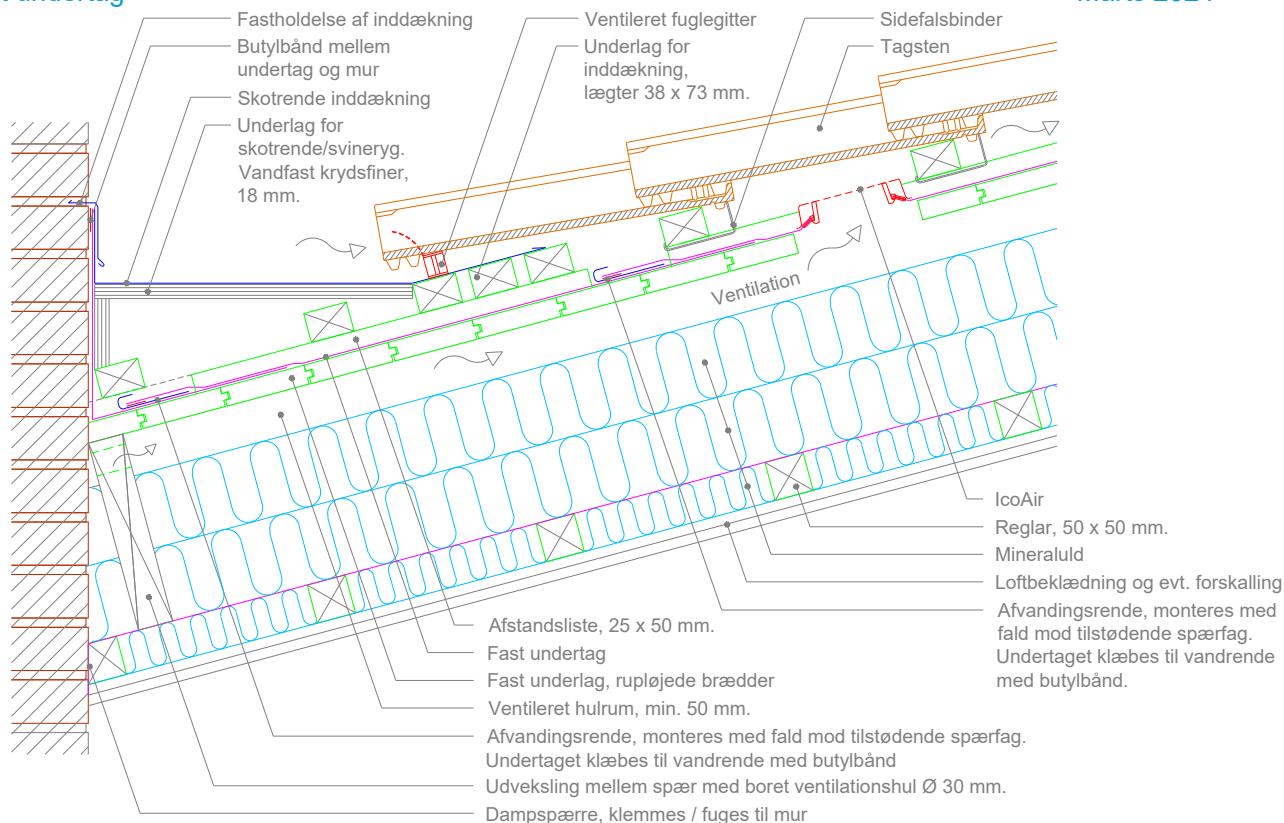 undertag
Fastholdelse af inddækning
Butylbånd mellem
undertag og mur
Skotrende inddækning
Underlag for
skotrende/svineryg.
Vandfast krydsfiner,
18 mm.
Ventileret fuglegitter
Underlag for
inddækning,
lægter 38 x 73 mm.
Sidefalsbinder
Tagsten
Ventilation
IcoAir
Reglar, 50 x 50 mm.
Mineraluld
Loftbeklædning og evt. forskalling
Afvandingsrende, monteres med
fald mod tilstødende spærfag.
Undertaget klæbes til vandrende
med butylbånd.
Afstandsliste, 25 x 50 mm.
Fast undertag
Fast underlag, rupløjede brædder
Ventileret hulrum, min. 50 mm.
Afvandingsrende, monteres med fald mod tilstødende spærfag.
Undertaget klæbes til vandrende med butylbånd
Udveksling mellem spær med boret ventilationshul Ø 30 mm.
Dampspærre, klemmes / fuges til mur